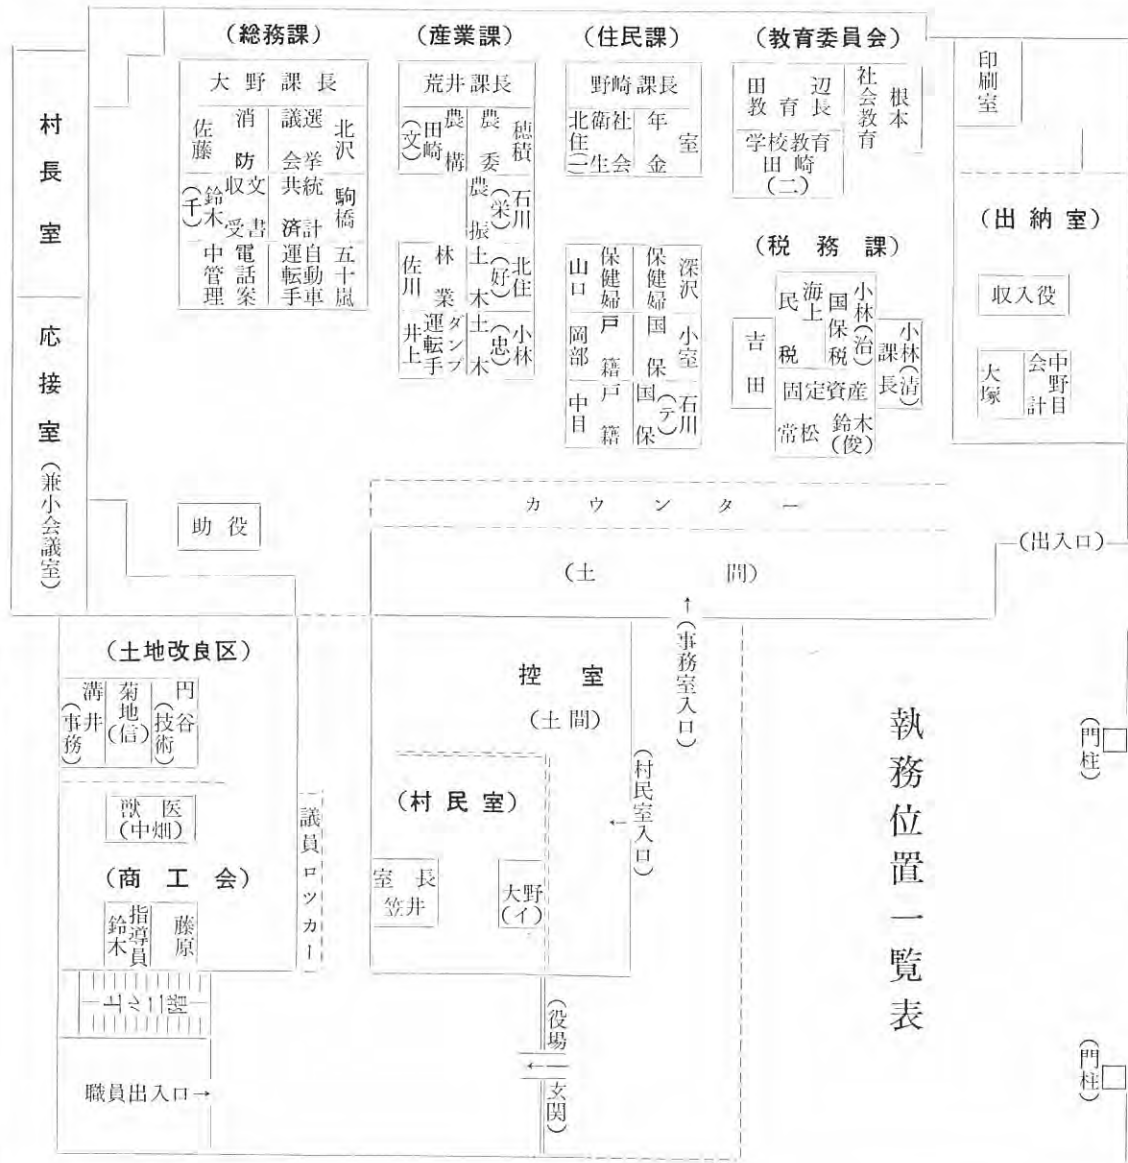 執務位置一覧表
村長室
応接室
(兼小会議室)
(総務課)
大野課長
佐藤
消防
議会
選挙
北沢
鈴木(千)
収受
文書
共済
統計
駒橋
中管理
電話案
運転手
自動車
五十嵐
助役
(産業課)
荒井課長
田崎(文)
農構
農委
穂積
農振
石川(栄)
佐川
林業
土木
北住(好)
井上
運転手
ダンプ
土木
小林(忠)
(住民課)
野崎課長
北住(一)
衛生
社会
年金
室
山口
保健婦
保健婦
深沢
岡部
戸籍
国保
小室
中目
戸籍
国保
石川(テ)
(教育委員会)
田辺
教育長
社会教育
根本
学校教育
田崎
(二)
(税務課)
吉田
民税
海上
国保税
小林(治)
課長
小林(清)
固定資産
常松
鈴木(俊)
印刷室
(出納室)
収入役
大塚
会計
中野目
カウンター
(土間)
(出入口)
↑(事務室入口)
(土地改良区)
溝井(事務)
菊地(信)
円谷(技術)
獣医
(中畑)
(商工会)
鈴木
指導員
藤原
議員ロツカー
控室
(土間)
(村民室)
室長
笠井
大野
(イ)
(村民室入口)
←
上ル二階
職員出入口→
(役場
←
玄関)
(門柱)
(門柱)